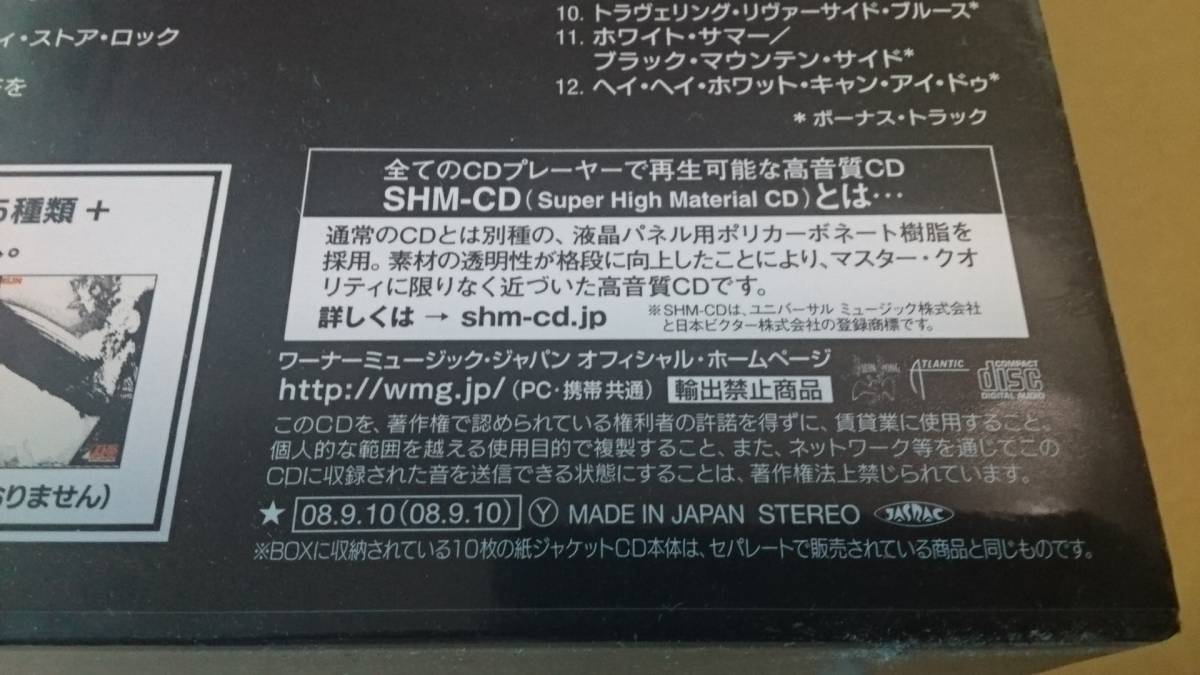 ィ・ストア・ロック
を
10. トラヴェリング・リヴァーサイド・ブルース*
11. ホワイト・サマー/
ブラック・マウンテン・サイド*
12. ヘイ・ヘイ・ホワット・キャン・アイ・ドゥ*
* ボーナス・トラック
5種類 +
。
おりません)
全てのCDプレーヤーで再生可能な高音質CD
SHM-CD(Super High Material CD)とは…
通常のCDとは別種の、液晶パネル用ポリカーボネート樹脂を
採用。素材の透明性が格段に向上したことにより、マスター・クオ
リティに限りなく近づいた高音質CDです。
詳しくは → shm-cd.jp
※SHM-CDは、ユニバーサル ミュージック株式会社
と日本ビクター株式会社の登録商標です。
ワーナーミュージック・ジャパン オフィシャル・ホームページ
http://wmg.jp/(PC・携帯共通) 輸出禁止商品
ATLANTIC
COMPACT disc DIGITAL AUDIO
このCDを、著作権で認められている権利者の許諾を得ずに、賃貸業に使用すること、
個人的な範囲を越える使用目的で複製すること、また、ネットワーク等を通じてこの
CDに収録された音を送信できる状態にすることは、著作権法上禁じられています。
★ 08.9.10(08.9.10) Ⓨ MADE IN JAPAN STEREO JASRAC
※BOXに収納されている10枚の紙ジャケットCD本体は、セパレートで販売されている商品と同じものです。